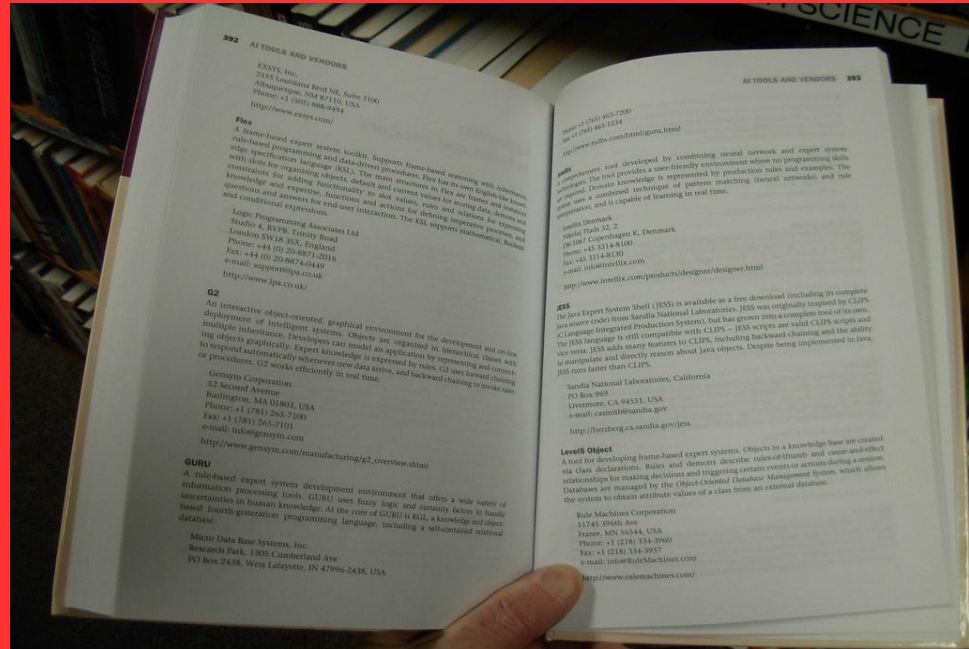 SCIENCE
392 AI TOOLS AND VENDORS
EXSYS, Inc.
2155 Louisiana Blvd NE, Suite 3100
Albuquerque, NM 87110, USA
Phone: +1 (505) 888-9494
http://www.exsys.com/
Flex
A frame-based expert system toolkit. Supports frame-based reasoning with inheritance,
rule-based programming and data-driven procedures. Flex has its own English-like knowl-
edge specification language (KSL). The main structures in Flex are frames and instances
with slots for organising objects, default and current values for storing data, demons and
constraints for adding functionality to slot values, rules and relations for expressing
knowledge and expertise, functions and actions for defining imperative processes, and
questions and answers for end-user interaction. The KSL supports mathematical, Boolean
and conditional expressions.
Logic Programming Associates Ltd
Studio 4, RVPB, Trinity Road
London SW18 3SX, England
Phone: +44 (0) 20-8871-2016
Fax: +44 (0) 20-8874-0449
e-mail: support@lpa.co.uk
http://www.lpa.co.uk/
G2
An interactive object-oriented, graphical environment for the development and on-line
deployment of intelligent systems. Objects are organised in hierarchical classes with
multiple inheritance. Developers can model an application by representing and connect-
ing objects graphically. Expert knowledge is expressed by rules. G2 uses forward chaining
to respond automatically whenever new data arrive, and backward chaining to invoke rules
or procedures. G2 works efficiently in real time.
Gensym Corporation
52 Second Avenue
Burlington, MA 01803, USA
Phone: +1 (781) 265-7100
Fax: +1 (781) 265-7101
e-mail: info@gensym.com
http://www.gensym.com/manufacturing/g2_overview.shtml
GURU
A rule-based expert system development environment that offers a wide variety of
information processing tools. GURU uses fuzzy logic and certainty factors to handle
uncertainties in human knowledge. At the core of GURU is KGL, a knowledge and object-
based fourth-generation programming language, including a self-contained relational
database.
Micro Data Base Systems, Inc.
Research Park, 1305 Cumberland Ave
PO Box 2438, West Lafayette, IN 47996-2438, USA
AI TOOLS AND VENDORS 393
Phone: +1 (765) 463-7200
Fax: +1 (765) 463-1234
http://www.mdbs.com/html/guru.html
A comprehensive tool developed by combining neural network and expert system
technologies. The tool provides a user-friendly environment where no programming skills
are required. Domain knowledge is represented by production rules and examples. The
system uses a combined technique of pattern matching (neural networks) and rule
interpretation, and is capable of learning in real time.
Intellix Denmark
Nikolaj Plads 32, 2
DK-1067 Copenhagen K, Denmark
Phone: +45 3314-8100
Fax: +45 3314-8130
e-mail: info@intellix.com
http://www.intellix.com/products/designer/designer.html
JESS
The Java Expert System Shell (JESS) is available as a free download (including its complete
Java source code) from Sandia National Laboratories. JESS was originally inspired by CLIPS
(C Language Integrated Production System), but has grown into a complete tool of its own.
The JESS language is still compatible with CLIPS – JESS scripts are valid CLIPS scripts and
vice versa. JESS adds many features to CLIPS, including backward chaining and the ability
to manipulate and directly reason about Java objects. Despite being implemented in Java,
JESS runs faster than CLIPS.
Sandia National Laboratories, California
PO Box 969
Livermore, CA 94551, USA
e-mail: casmith@sandia.gov
http://herzberg.ca.sandia.gov/jess
Level5 Object
A tool for developing frame-based expert systems. Objects in a knowledge base are created
via class declarations. Rules and demons describe rules-of-thumb and cause-and-effect
relationships for making decisions and triggering certain events or actions during a session.
Databases are managed by the Object-Oriented Database Management System, which allows
the system to obtain attribute values of a class from an external database.
Rule Machines Corporation
51745 396th Ave
Frazee, MN 56544, USA
Phone: +1 (218) 334-3960
Fax: +1 (218) 334-3957
e-mail: info@RuleMachines.com
http://www.rulemachines.com/